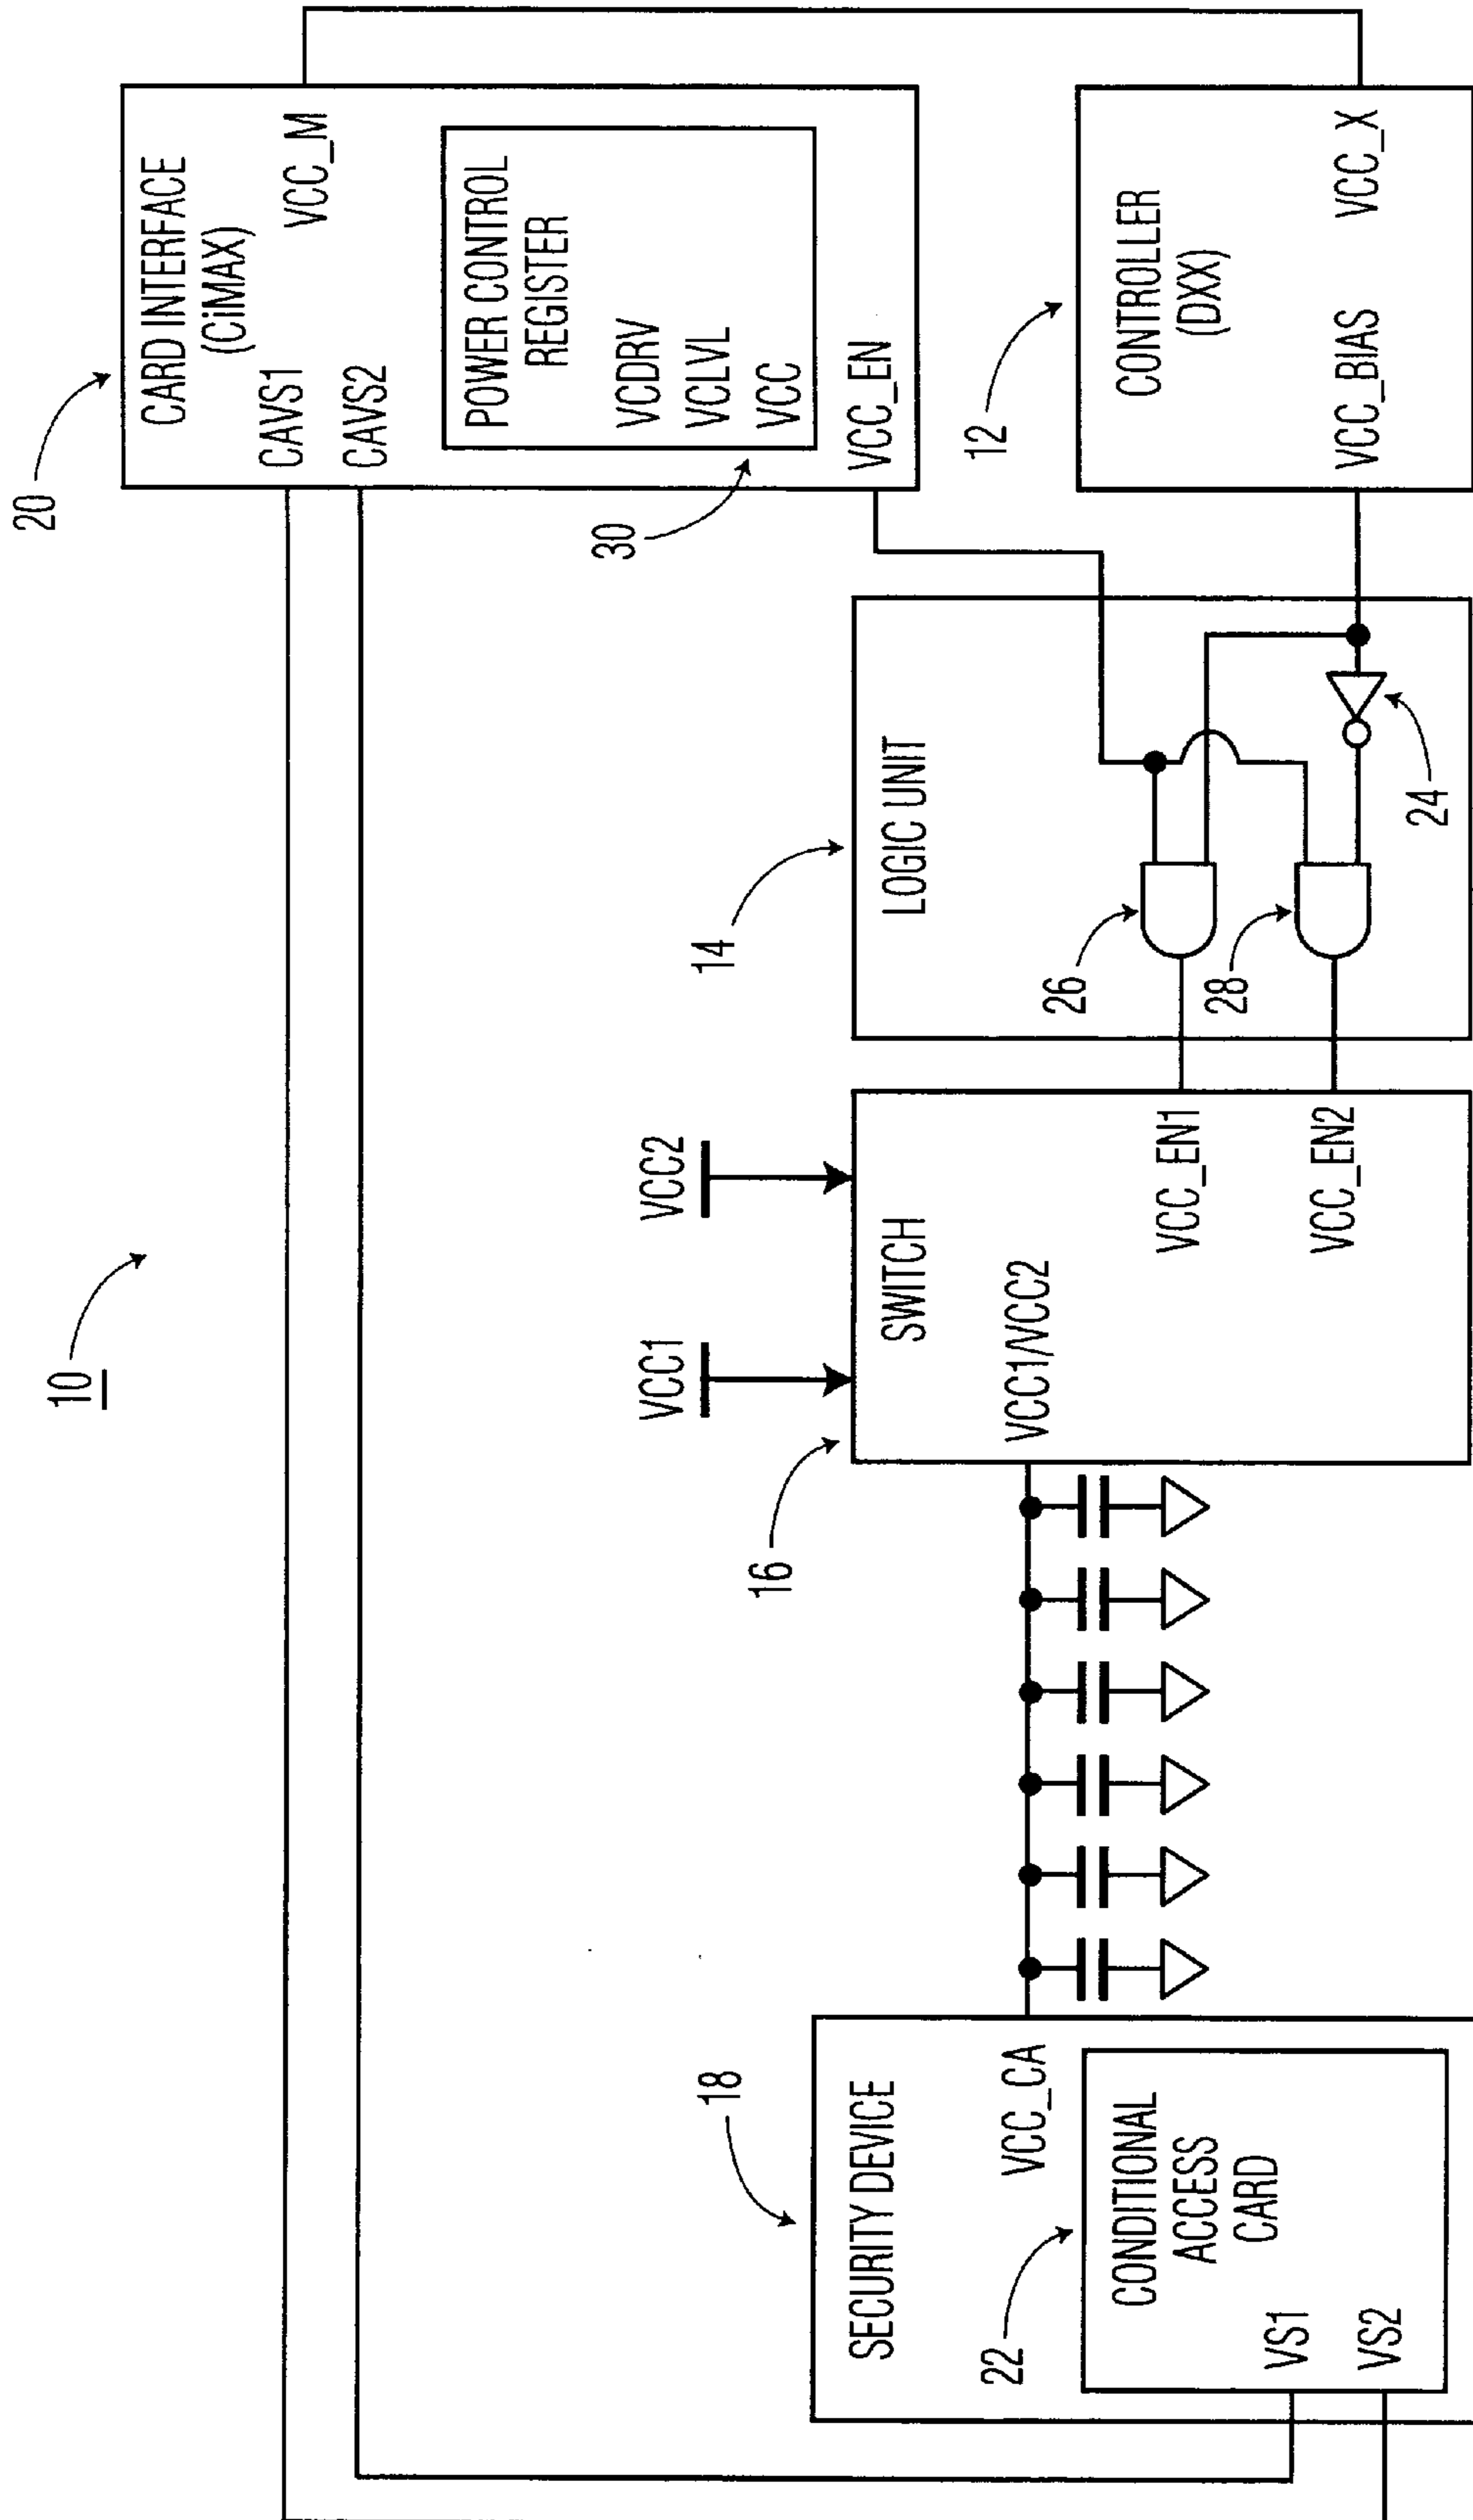 10
20
CARD INTERFACE
(CiMAX)
CAVS1
CAVS2
VCC_M
POWER CONTROL
REGISTER
VCDRV
VCLVL
VCC
VCC_EN
30
VCC1
VCC2
16
SWITCH
VCC1/VCC2
VCC_EN1
VCC_EN2
14
LOGIC UNIT
26
28
24
12
CONTROLLER
(DXX)
VCC_BIAS
VCC_X
18
SECURITY DEVICE
VCC_CA
22
CONDITIONAL
ACCESS
CARD
VS1
VS2